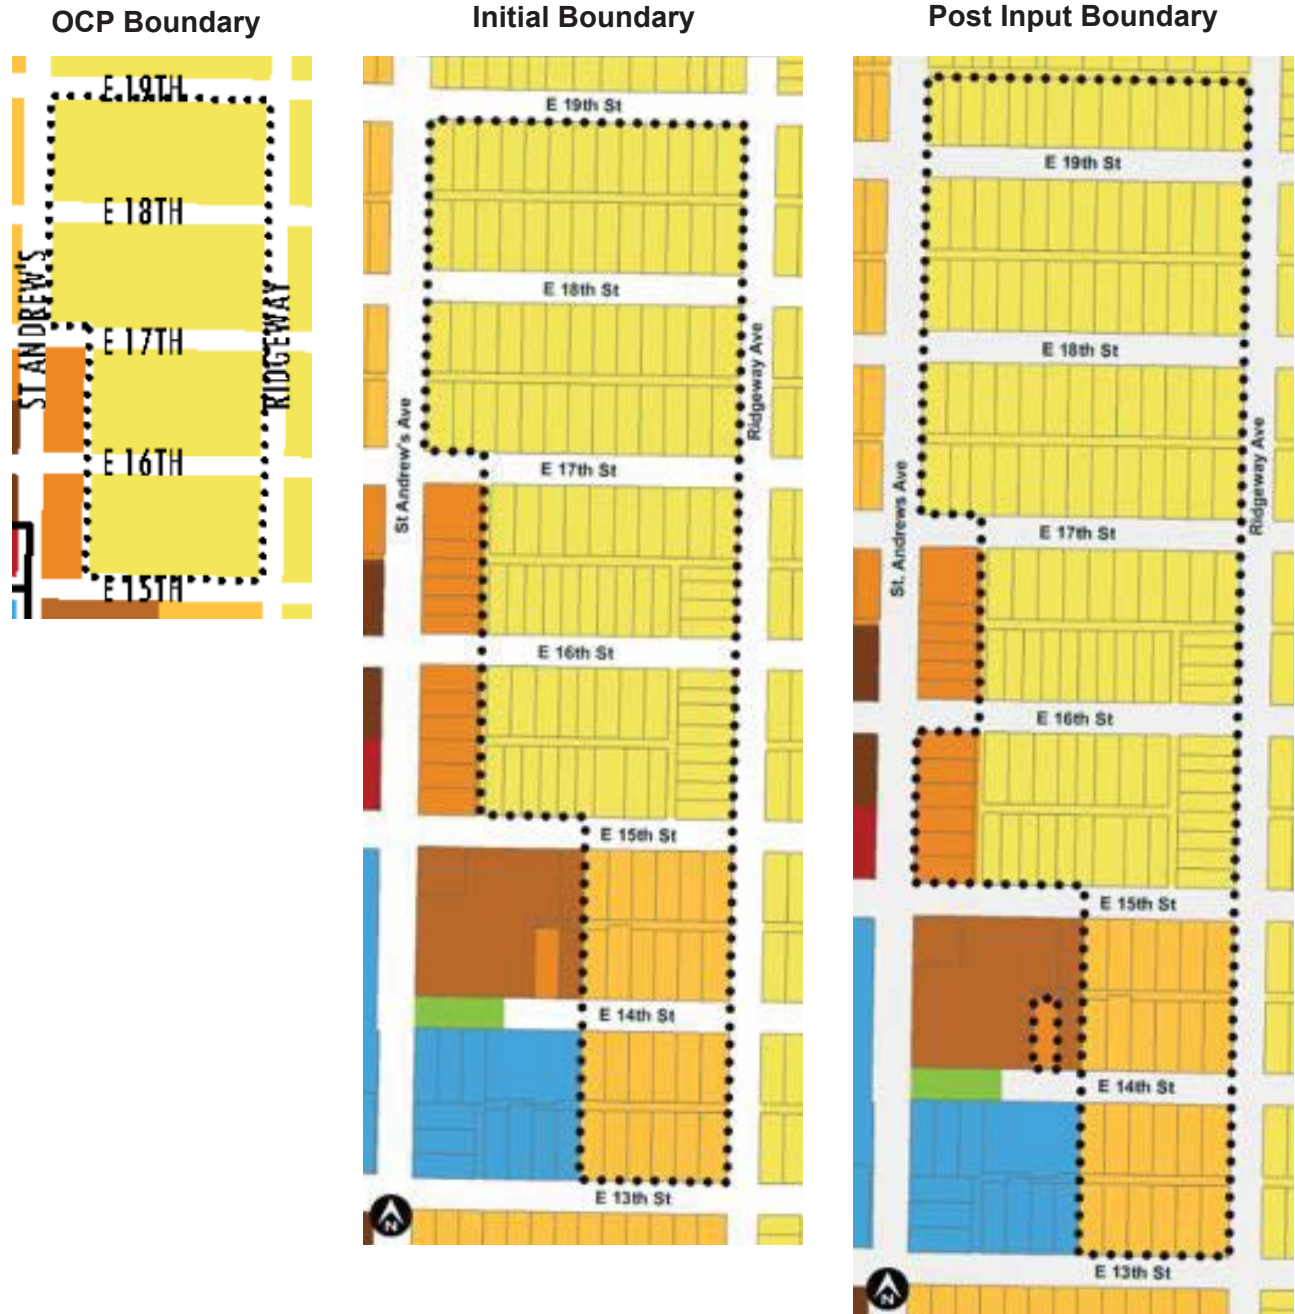 OCP Boundary
E 19TH
E 18TH
ST ANDREW'S
E 17TH
RIDGEWAY
E 16TH
E 15TH
Initial Boundary
E 19th St
E 18th St
Ridgeway Ave
St Andrew's Ave
E 17th St
E 16th St
E 15th St
E 14th St
E 13th St
N
Post Input Boundary
E 19th St
E 18th St
Ridgeway Ave
St. Andrews Ave
E 17th St
E 16th St
E 15th St
E 14th St
E 13th St
N